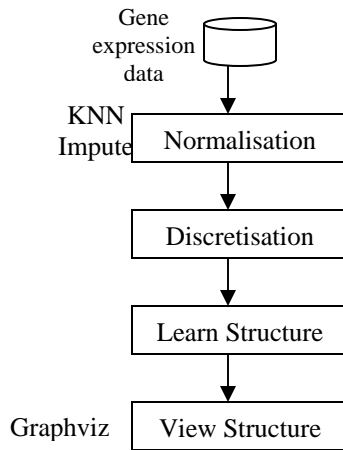 Gene
expression
data
KNN
Impute
Normalisation
Discretisation
Learn Structure
Graphviz
View Structure